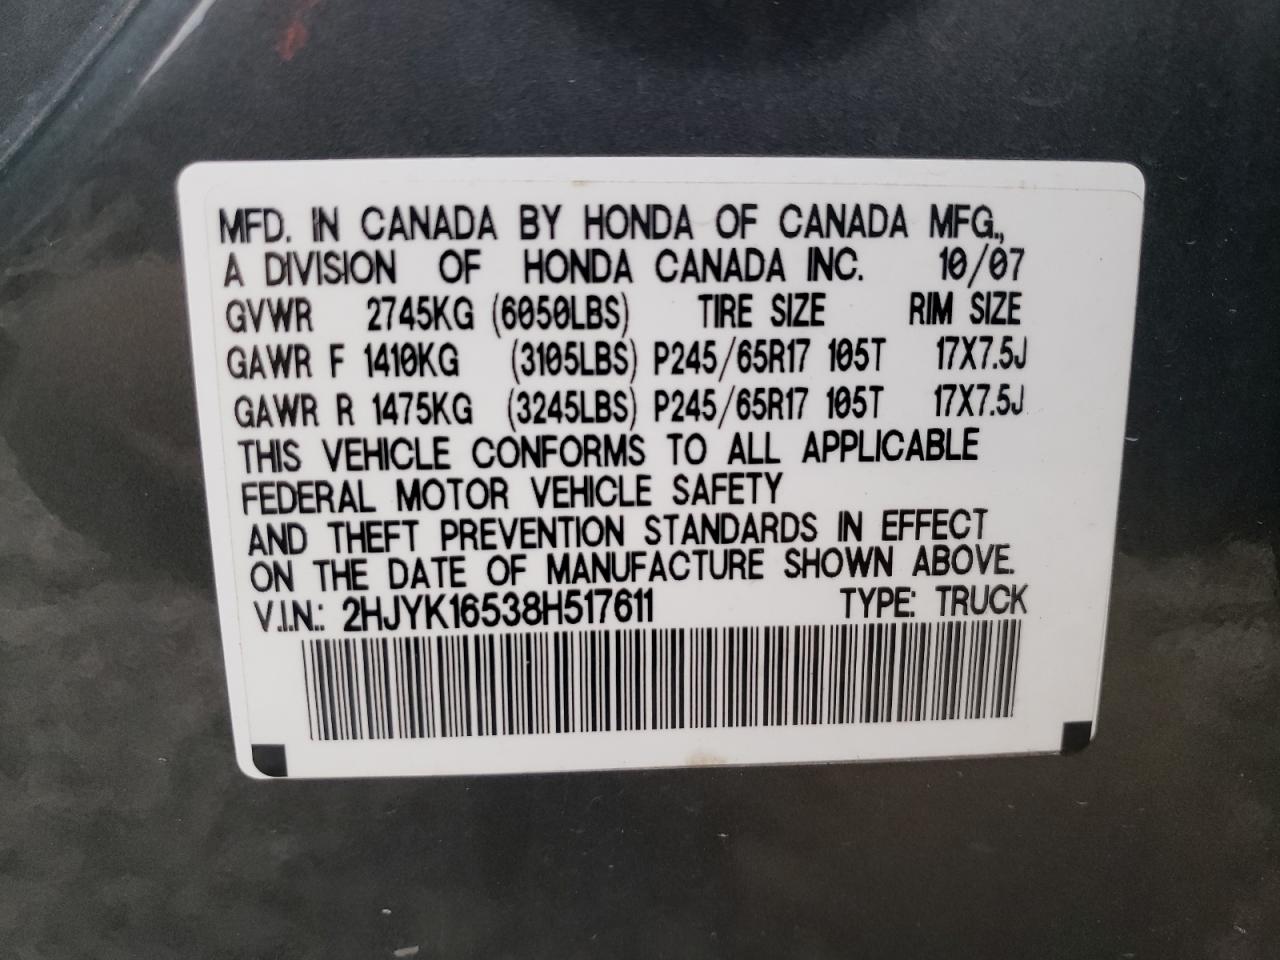 MFD. IN CANADA BY HONDA OF CANADA MFG.,
A DIVISION OF HONDA CANADA INC. 10/07
GVWR 2745KG (6050LBS) TIRE SIZE RIM SIZE
GAWR F 1410KG (3105LBS) P245/65R17 105T 17X7.5J
GAWR R 1475KG (3245LBS) P245/65R17 105T 17X7.5J
THIS VEHICLE CONFORMS TO ALL APPLICABLE
FEDERAL MOTOR VEHICLE SAFETY
AND THEFT PREVENTION STANDARDS IN EFFECT
ON THE DATE OF MANUFACTURE SHOWN ABOVE.
V.I.N.: 2HJYK16538H517611 TYPE: TRUCK